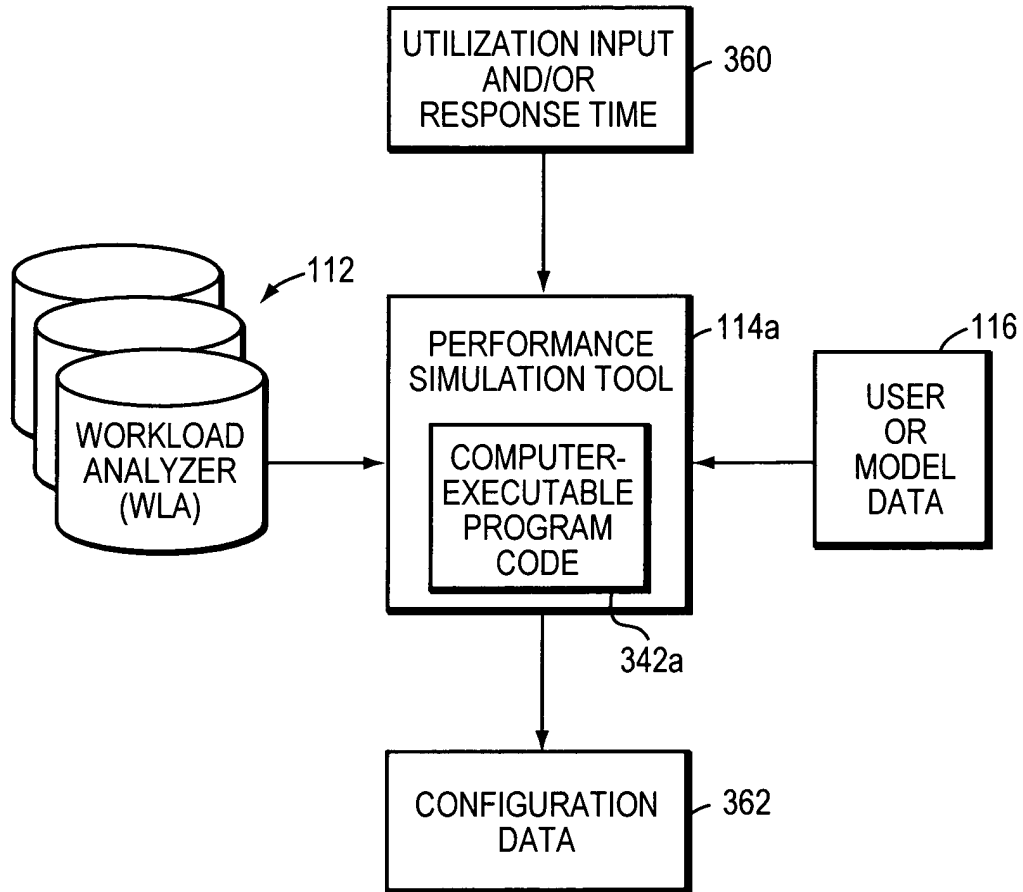 UTILIZATION INPUT
AND/OR
RESPONSE TIME
360
112
WORKLOAD
ANALYZER
(WLA)
PERFORMANCE
SIMULATION TOOL
114a
COMPUTER-
EXECUTABLE
PROGRAM
CODE
342a
116
USER
OR
MODEL
DATA
CONFIGURATION
DATA
362